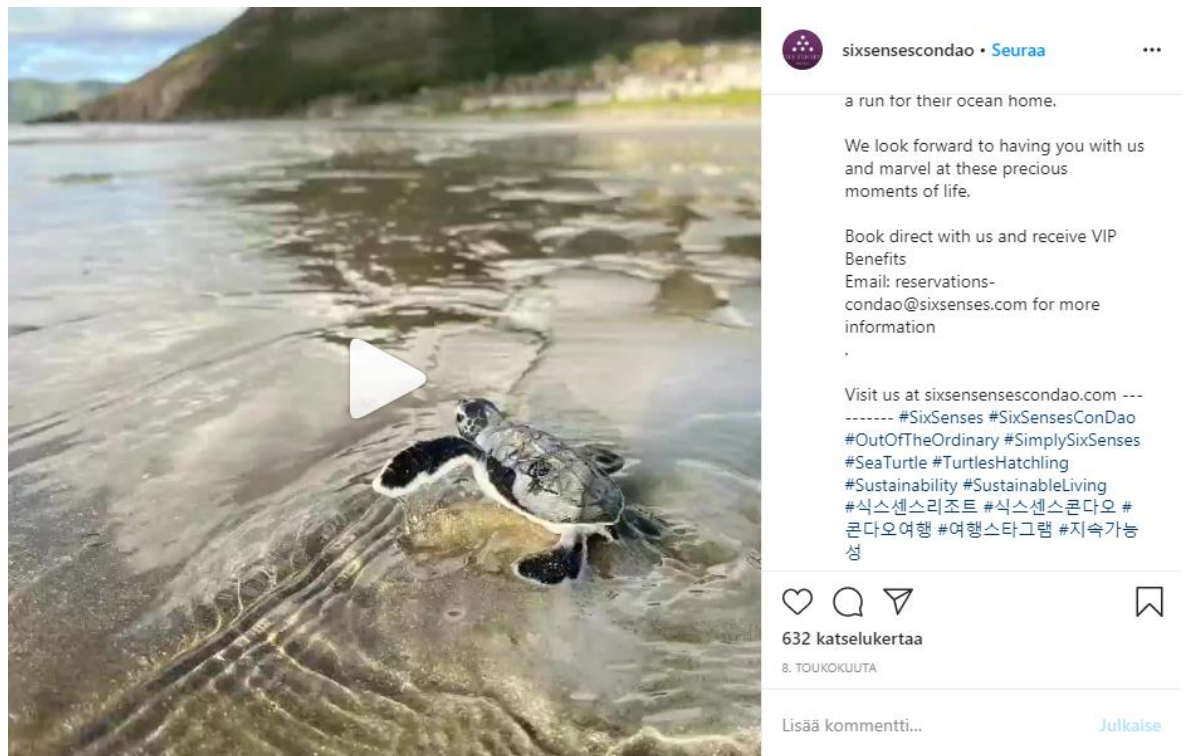 sixsensescondao • Seuraa
a run for their ocean home.
We look forward to having you with us
and marvel at these precious
moments of life.
Book direct with us and receive VIP
Benefits
Email: reservations-
condao@sixsenses.com for more
information
.
Visit us at sixsensensescondao.com ---
------- #SixSenses #SixSensesConDao
#OutOfTheOrdinary #SimplySixSenses
#SeaTurtle #TurtlesHatchling
#Sustainability #SustainableLiving
#식스센스리조트 #식스센스콘다오 #
콘다오여행 #여행스타그램 #지속가능
성
632 katselukertaa
8. TOUKOKUUTA
Lisää kommentti...
Julkaise